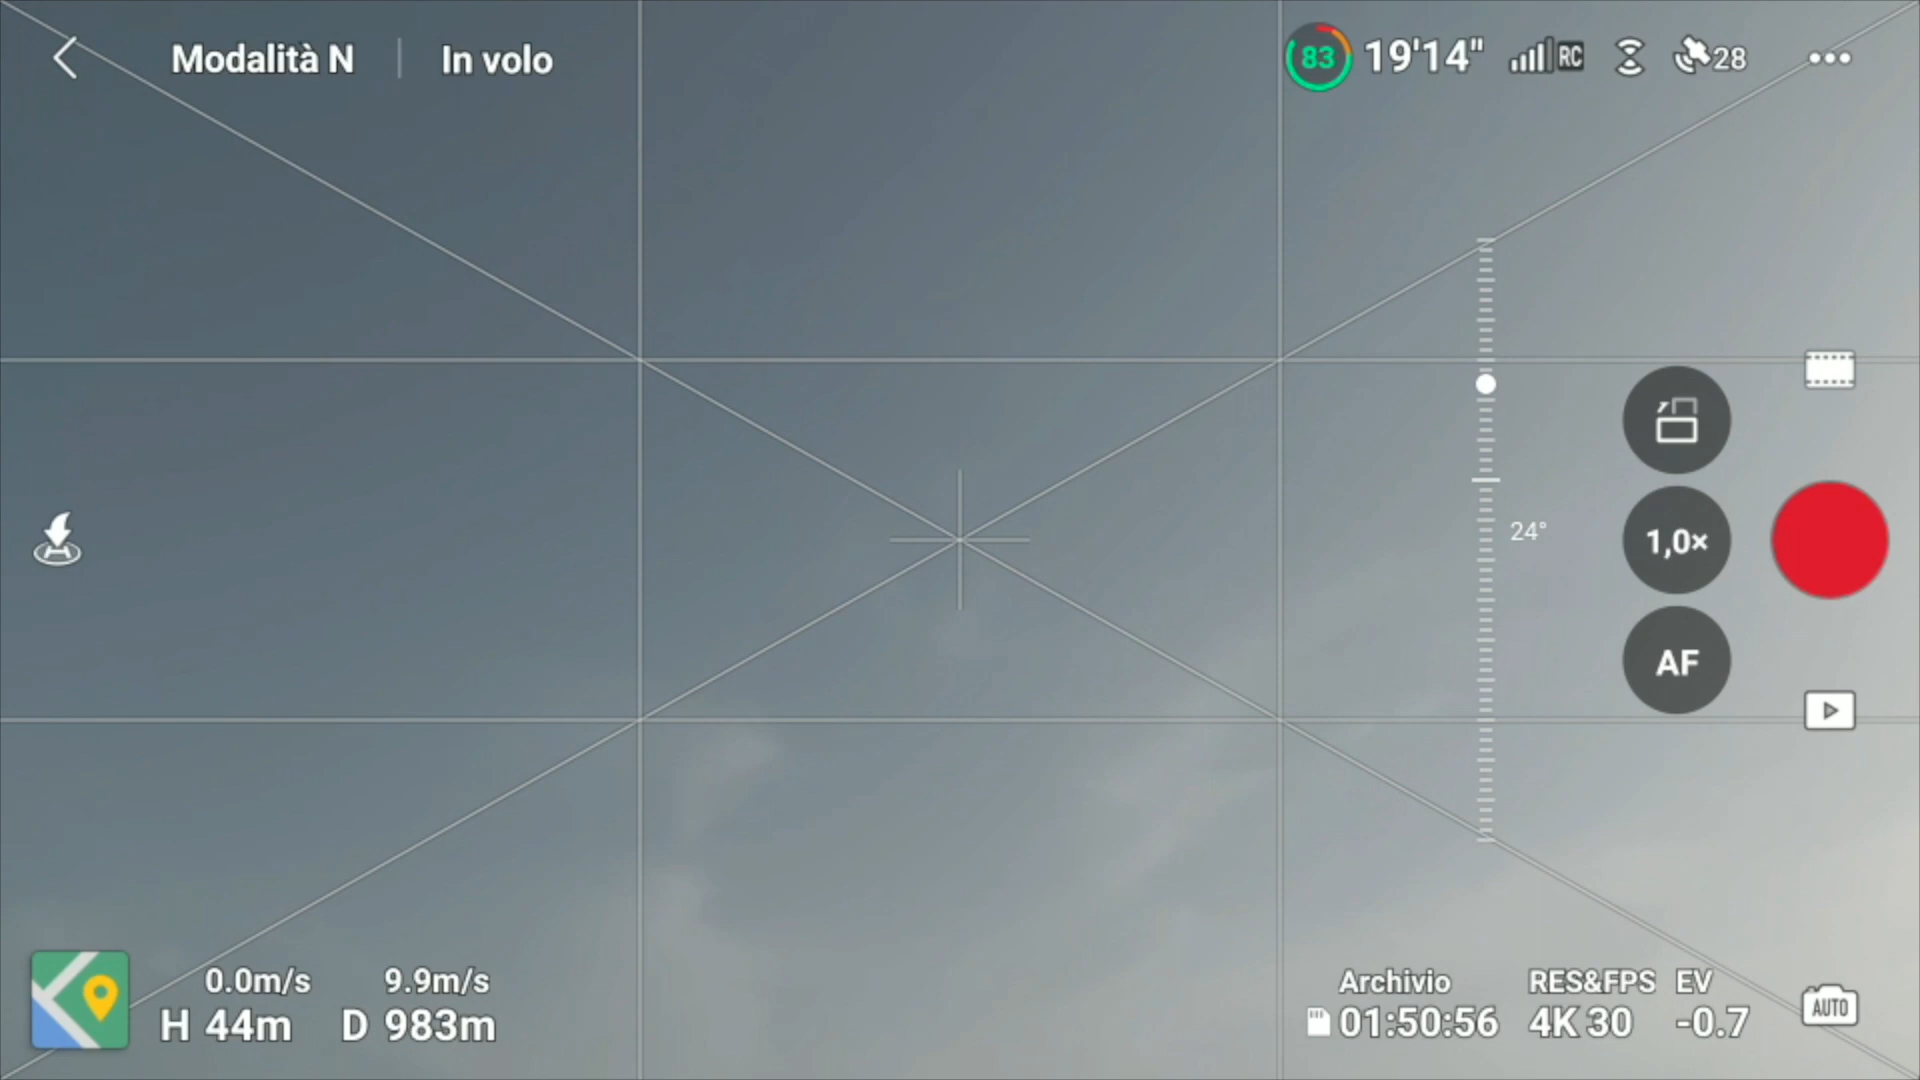 Modalità N | In volo
83 19'14" RC 28
24°
1,0×
AF
0.0m/s 9.9m/s
H 44m D 983m
Archivio RES&FPS EV
01:50:56 4K 30 -0.7
AUTO